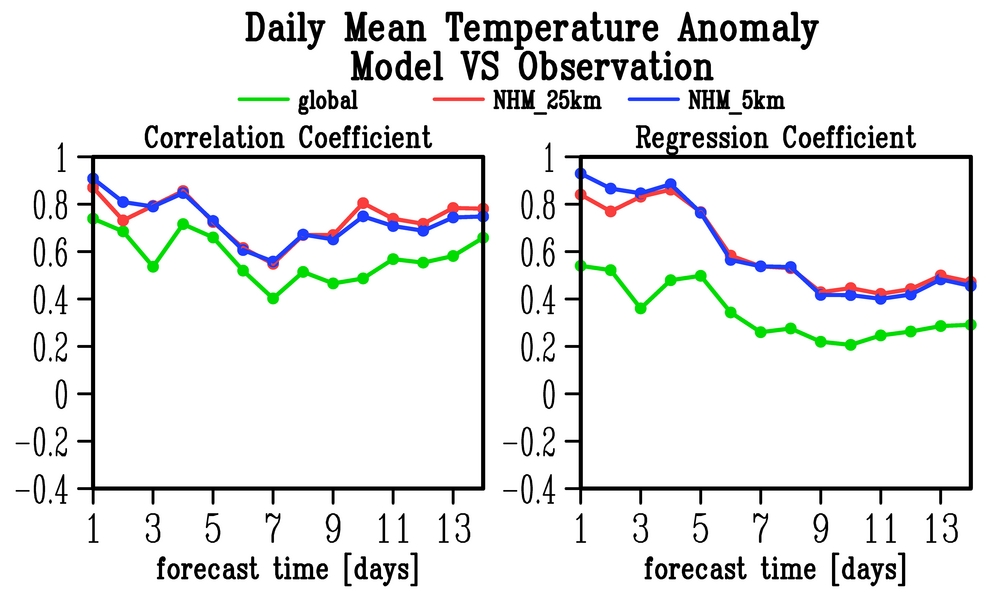 Daily Mean Temperature Anomaly
Model VS Observation
global NHM_25km NHM_5km
Correlation Coefficient
1
0.8
0.6
0.4
0.2
0
−0.2
−0.4
1 3 5 7 9 11 13
forecast time [days]
Regression Coefficient
1
0.8
0.6
0.4
0.2
0
−0.2
−0.4
1 3 5 7 9 11 13
forecast time [days]